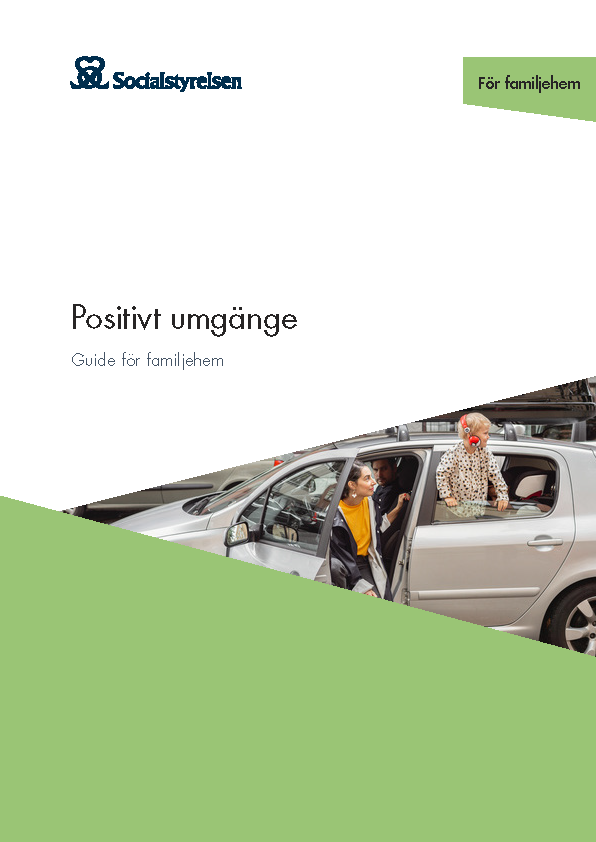 Socialstyrelsen
För familjehem
Positivt umgänge
Guide för familjehem